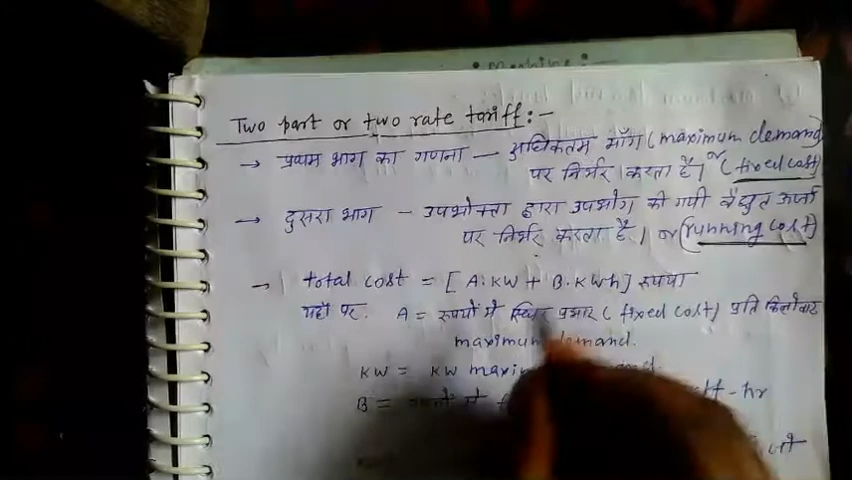 : Machine :-
Two part or two rate tariff:-
→ प्रथम भाग का गणना — अधिकतम माँग (maximum demand)
पर निर्भर करता है। or (fixed cost)
→ दुसरा भाग - उपभोक्ता द्वारा उपभोग की गयी वैधुत ऊर्जा
पर निर्भर करता है। or (running cost)
→ total cost = [A.KW + B.KWh] रुपया
यहाँ पर. A = रुपयों में स्थिर प्रभार (fixed cost) प्रति किलोवाट
maximum demand.
KW = KW
B =
- hr